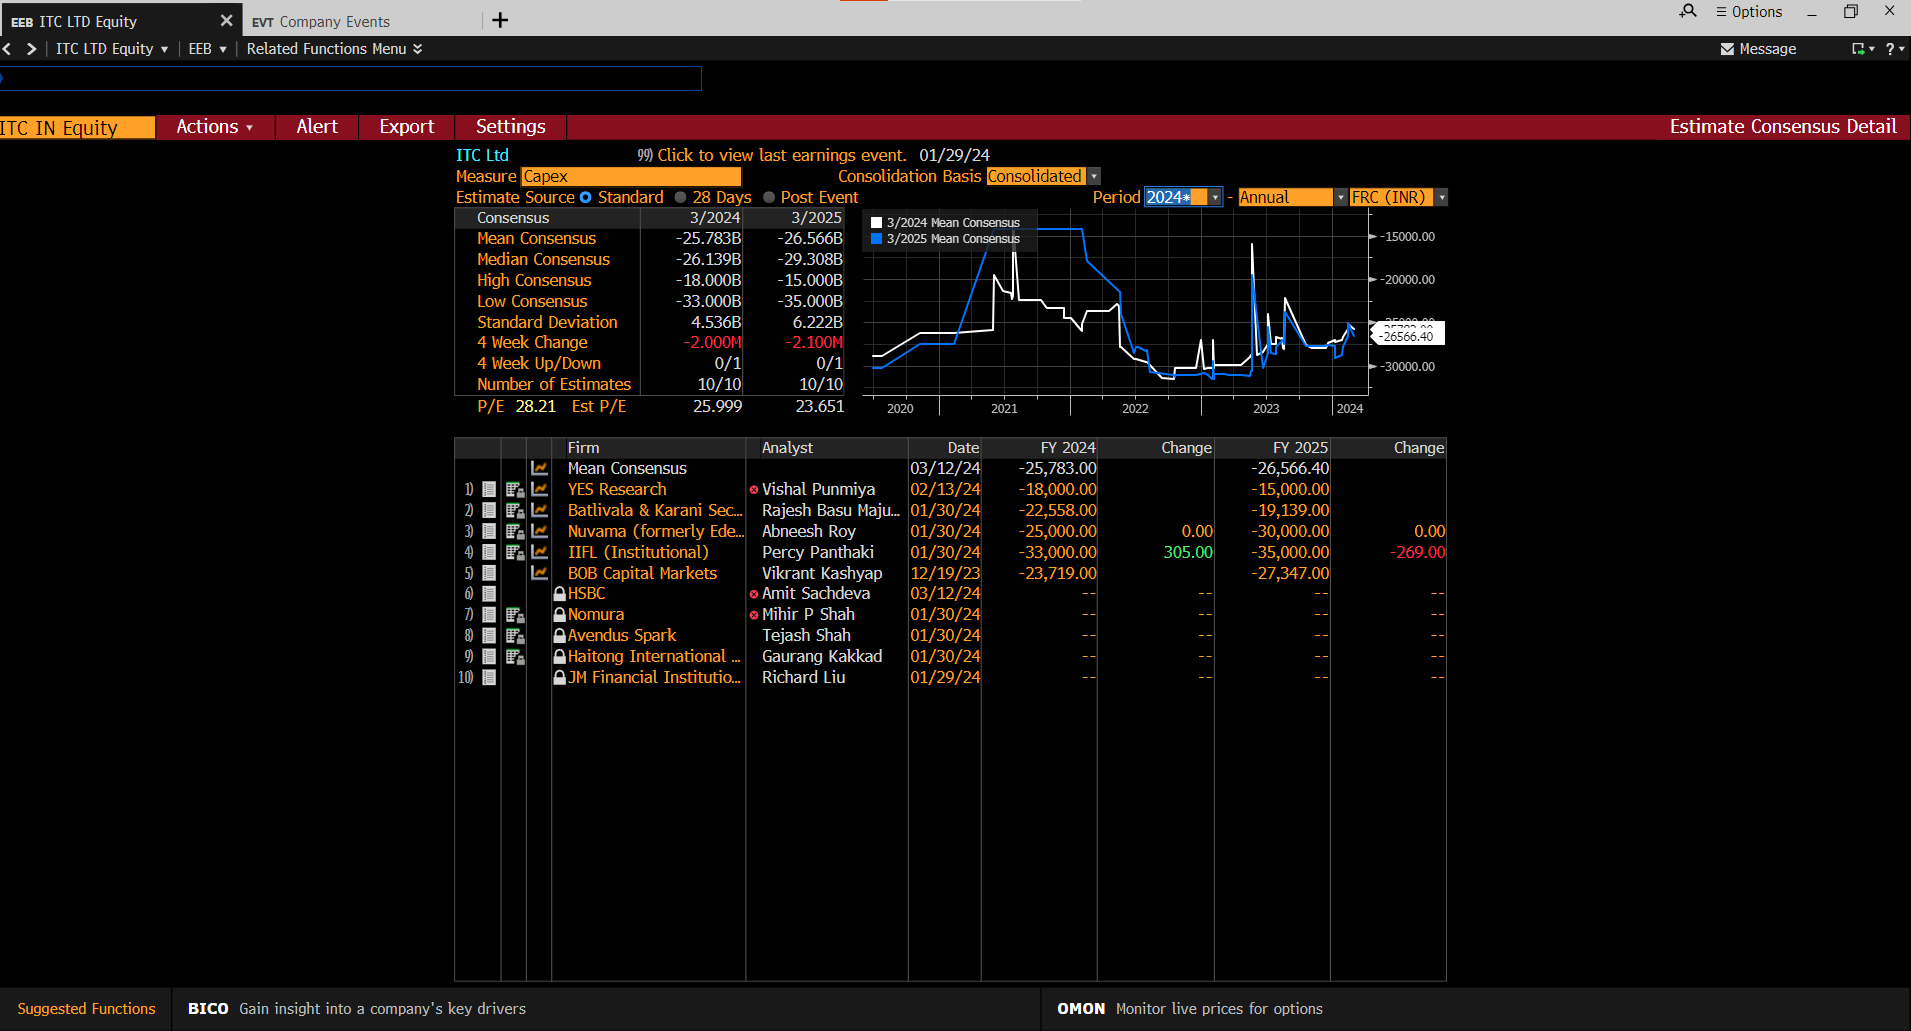 EEB ITC LTD Equity EVT Company Events Options
ITC LTD Equity EEB Related Functions Menu Message ?
ITC IN Equity Actions Alert Export Settings Estimate Consensus Detail
ITC Ltd 99) Click to view last earnings event. 01/29/24
Measure Capex Consolidation Basis Consolidated
Estimate Source Standard 28 Days Post Event Period 2024* - Annual FRC (INR)
Consensus 3/2024 3/2025
Mean Consensus -25.783B -26.566B
Median Consensus -26.139B -29.308B
High Consensus -18.000B -15.000B
Low Consensus -33.000B -35.000B
Standard Deviation 4.536B 6.222B
4 Week Change -2.000M -2.100M
4 Week Up/Down 0/1 0/1
Number of Estimates 10/10 10/10
P/E 28.21 Est P/E 25.999 23.651
3/2024 Mean Consensus
3/2025 Mean Consensus
-15000.00
-20000.00
-26566.40
-30000.00
2020 2021 2022 2023 2024
Firm Analyst Date FY 2024 Change FY 2025 Change
Mean Consensus 03/12/24 -25,783.00 -26,566.40
1) YES Research Vishal Punmiya 02/13/24 -18,000.00 -15,000.00
2) Batlivala & Karani Sec... Rajesh Basu Maju... 01/30/24 -22,558.00 -19,139.00
3) Nuvama (formerly Ede... Abneesh Roy 01/30/24 -25,000.00 0.00 -30,000.00 0.00
4) IIFL (Institutional) Percy Panthaki 01/30/24 -33,000.00 305.00 -35,000.00 -269.00
5) BOB Capital Markets Vikrant Kashyap 12/19/23 -23,719.00 -27,347.00
6) HSBC Amit Sachdeva 03/12/24 -- -- -- --
7) Nomura Mihir P Shah 01/30/24 -- -- -- --
8) Avendus Spark Tejash Shah 01/30/24 -- -- -- --
9) Haitong International ... Gaurang Kakkad 01/30/24 -- -- -- --
10) JM Financial Institutio... Richard Liu 01/29/24 -- -- -- --
Suggested Functions BICO Gain insight into a company's key drivers OMON Monitor live prices for options